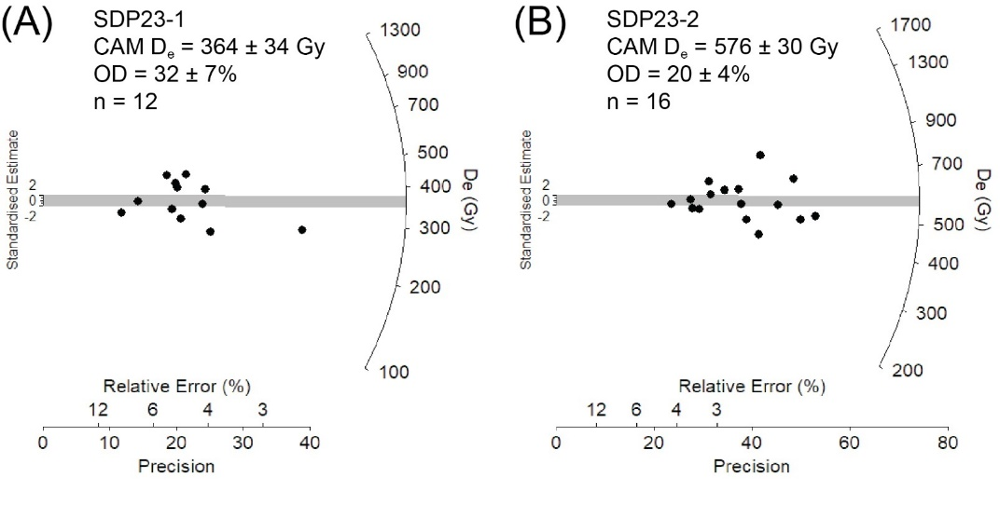 (A)
SDP23-1
CAM De = 364 ± 34 Gy
OD = 32 ± 7%
n = 12
1300
900
700
500
400
300
200
100
De (Gy)
Standardised Estimate
2
0
-2
Relative Error (%)
12 6 4 3
0 10 20 30 40
Precision
(B)
SDP23-2
CAM De = 576 ± 30 Gy
OD = 20 ± 4%
n = 16
1700
1300
900
700
500
400
300
200
De (Gy)
Standardised Estimate
2
0
-2
Relative Error (%)
12 6 4 3
0 20 40 60 80
Precision